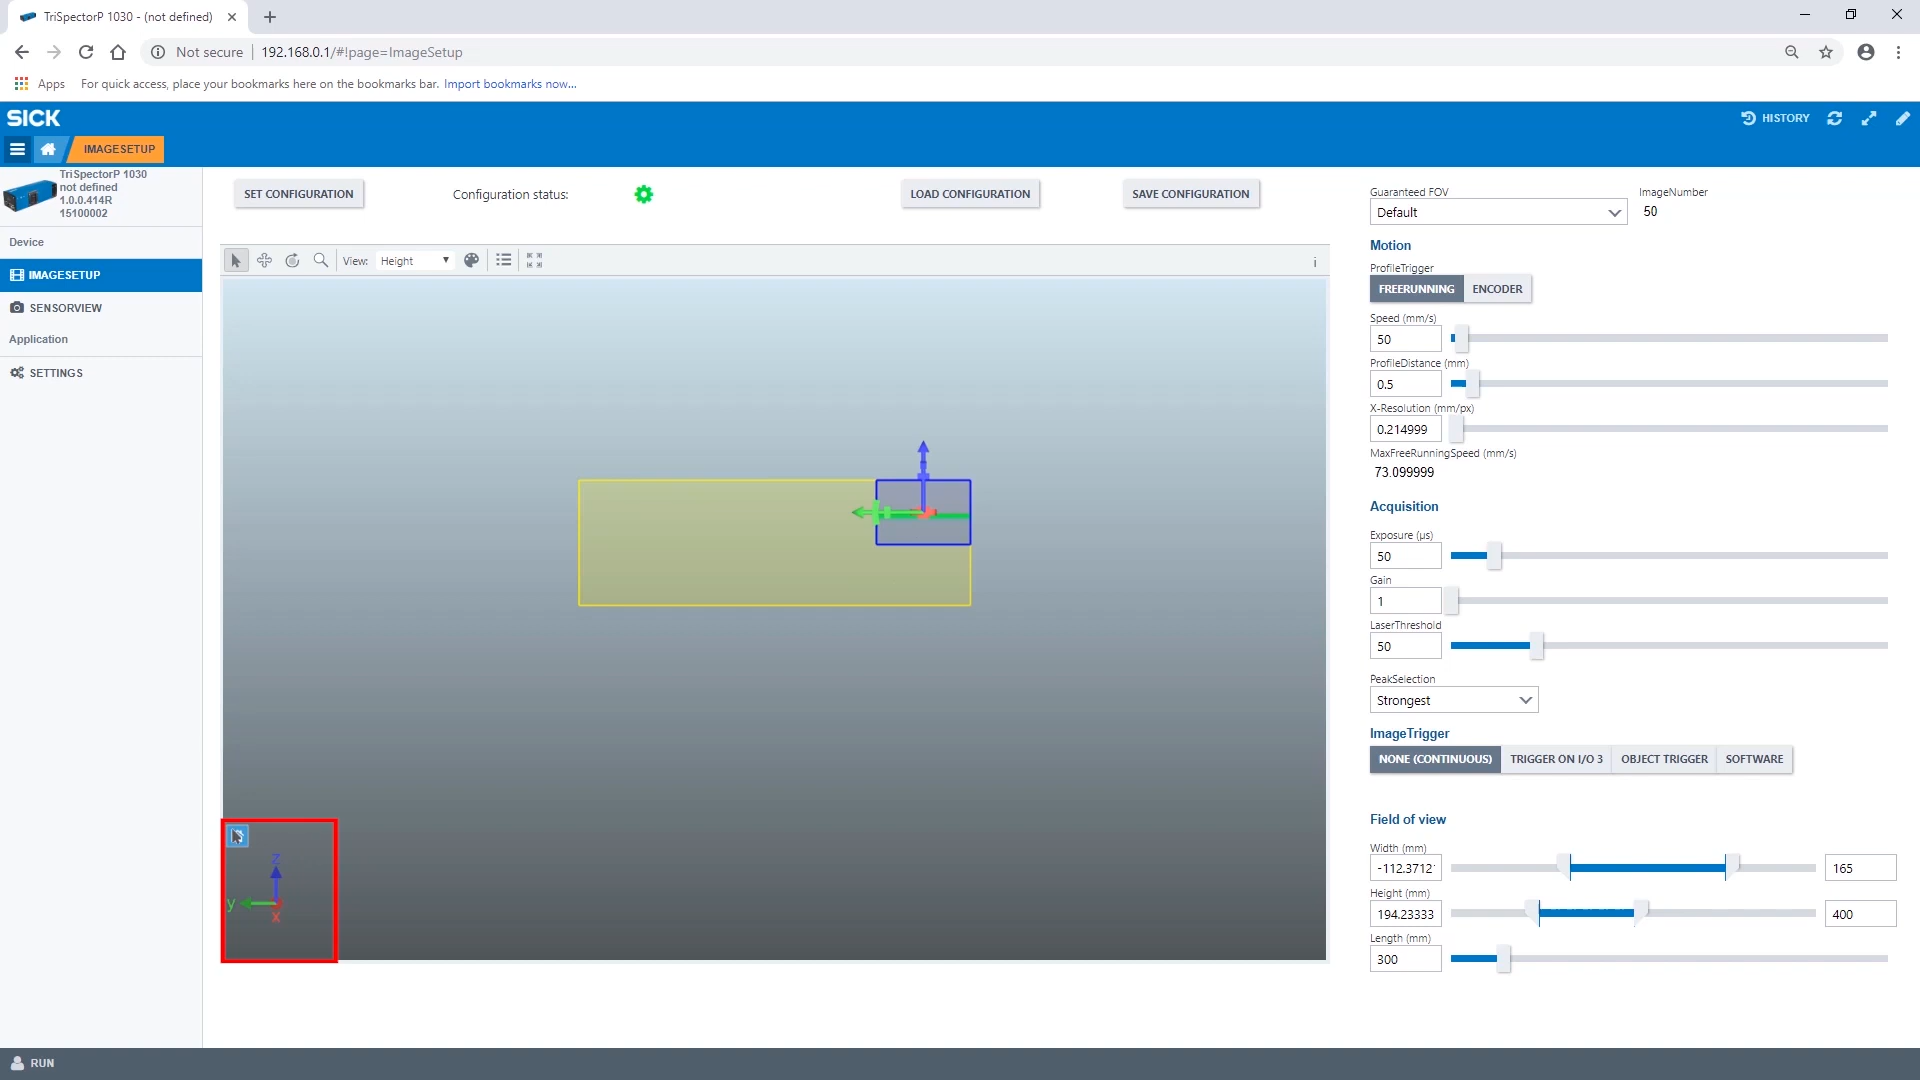 TriSpectorP 1030 - (not defined)
Not secure 192.168.0.1/#!page=ImageSetup
Apps For quick access, place your bookmarks here on the bookmarks bar. Import bookmarks now...
SICK
HISTORY
IMAGESETUP
TriSpectorP 1030
not defined
1.0.0.414R
15100002
Device
IMAGESETUP
SENSORVIEW
Application
SETTINGS
SET CONFIGURATION Configuration status: LOAD CONFIGURATION SAVE CONFIGURATION
View: Height
i
z
y
x
Guaranteed FOV ImageNumber
Default 50
Motion
ProfileTrigger
FREERUNNING ENCODER
Speed (mm/s)
50
ProfileDistance (mm)
0.5
X-Resolution (mm/px)
0.214999
MaxFreeRunningSpeed (mm/s)
73.099999
Acquisition
Exposure (µs)
50
Gain
1
LaserThreshold
50
PeakSelection
Strongest
ImageTrigger
NONE (CONTINUOUS) TRIGGER ON I/O 3 OBJECT TRIGGER SOFTWARE
Field of view
Width (mm)
-112.3712 165
Height (mm)
194.23333 400
Length (mm)
300
RUN